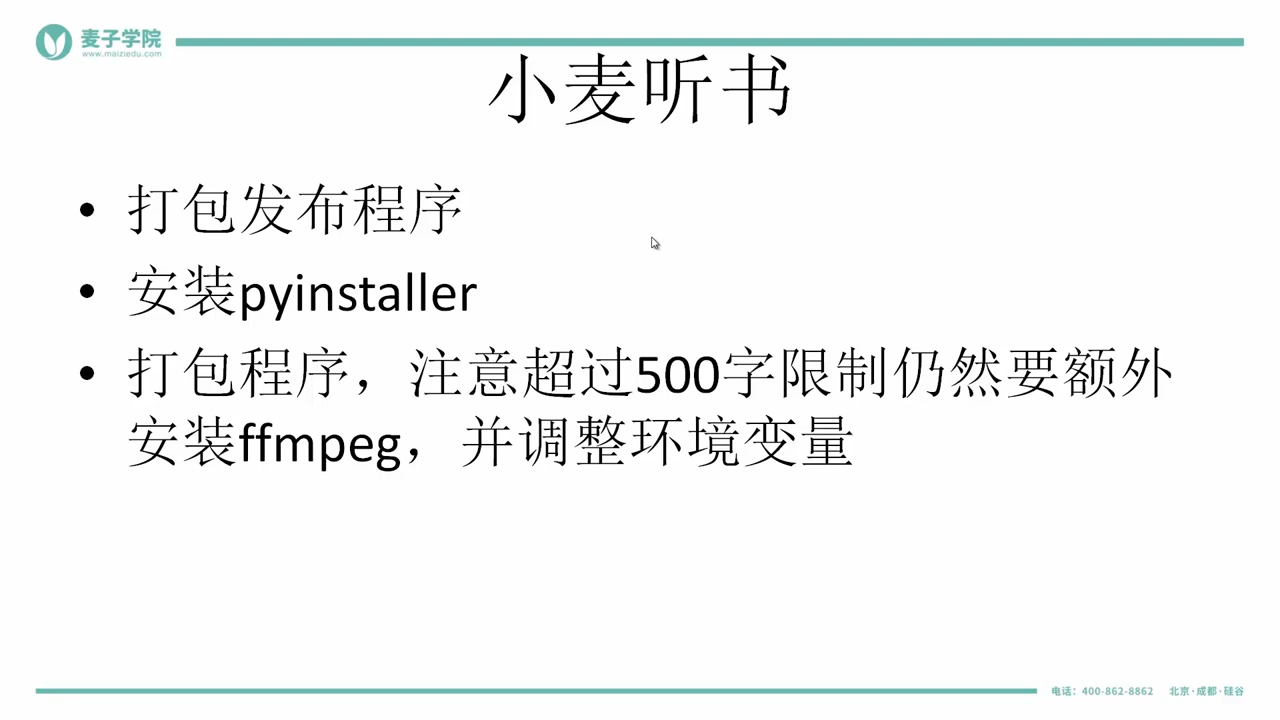 麦子学院
www.maiziedu.com
小麦听书
• 打包发布程序
• 安装pyinstaller
• 打包程序，注意超过500字限制仍然要额外
安装ffmpeg，并调整环境变量
电话：400-862-8862 北京·成都·硅谷